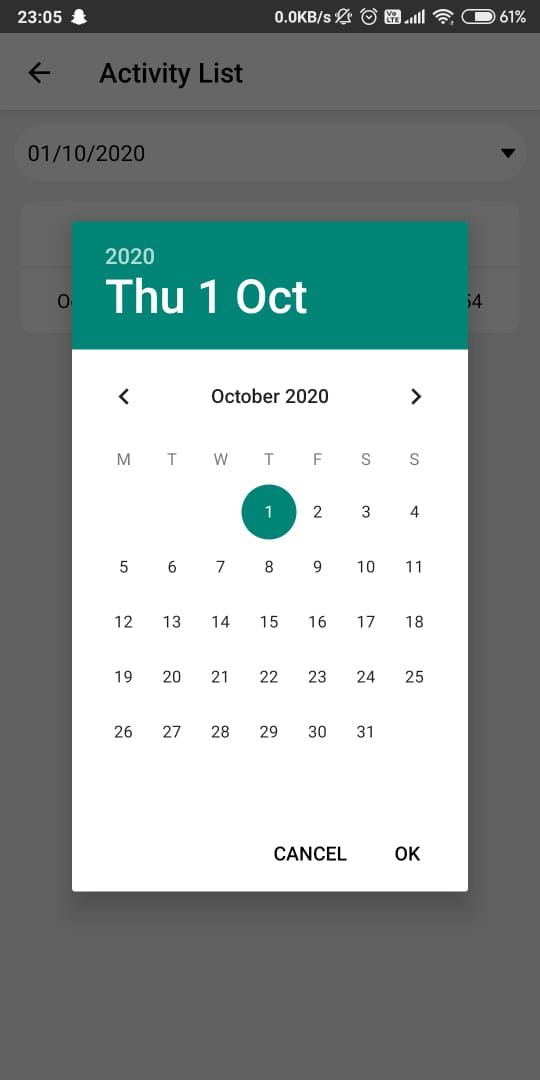 23:05 0.0KB/s Vo LTE 61%
Activity List
01/10/2020
2020
Thu 1 Oct
October 2020
M T W T F S S
1 2 3 4
5 6 7 8 9 10 11
12 13 14 15 16 17 18
19 20 21 22 23 24 25
26 27 28 29 30 31
CANCEL OK